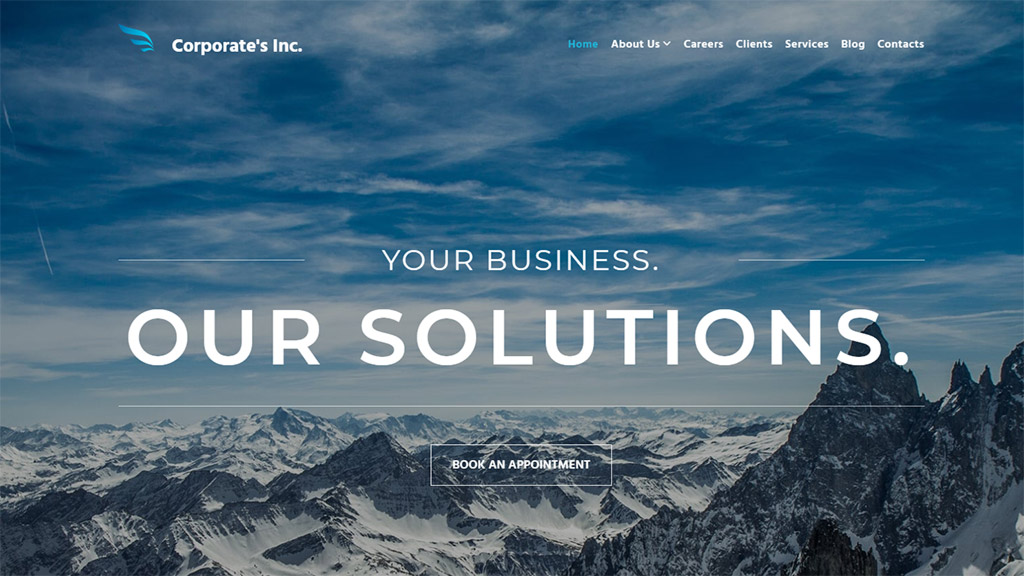 Corporate's Inc.
Home About Us Careers Clients Services Blog Contacts
YOUR BUSINESS.
OUR SOLUTIONS.
BOOK AN APPOINTMENT